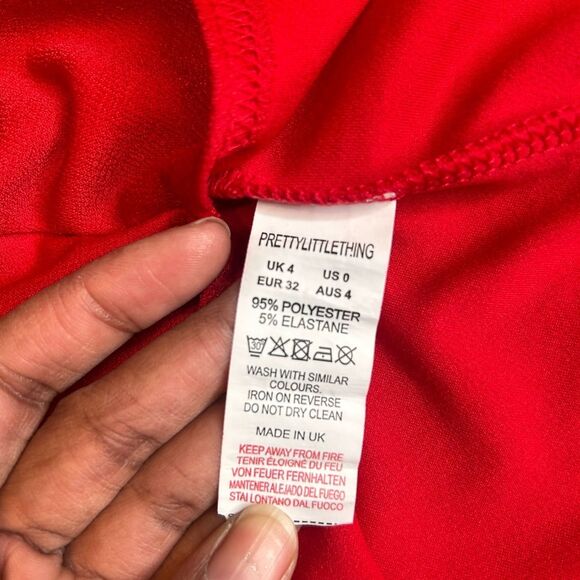 PRETTYLITTLETHING
UK 4 US 0
EUR 32 AUS 4
95% POLYESTER
5% ELASTANE
30
WASH WITH SIMILAR
COLOURS.
IRON ON REVERSE
DO NOT DRY CLEAN
MADE IN UK
KEEP AWAY FROM FIRE
TENIR ÉLOIGNÉ DU FEU
VON FEUER FERNHALTEN
MANTENER ALEJADO DEL FUEGO
STAI LONTANO DAL FUOCO